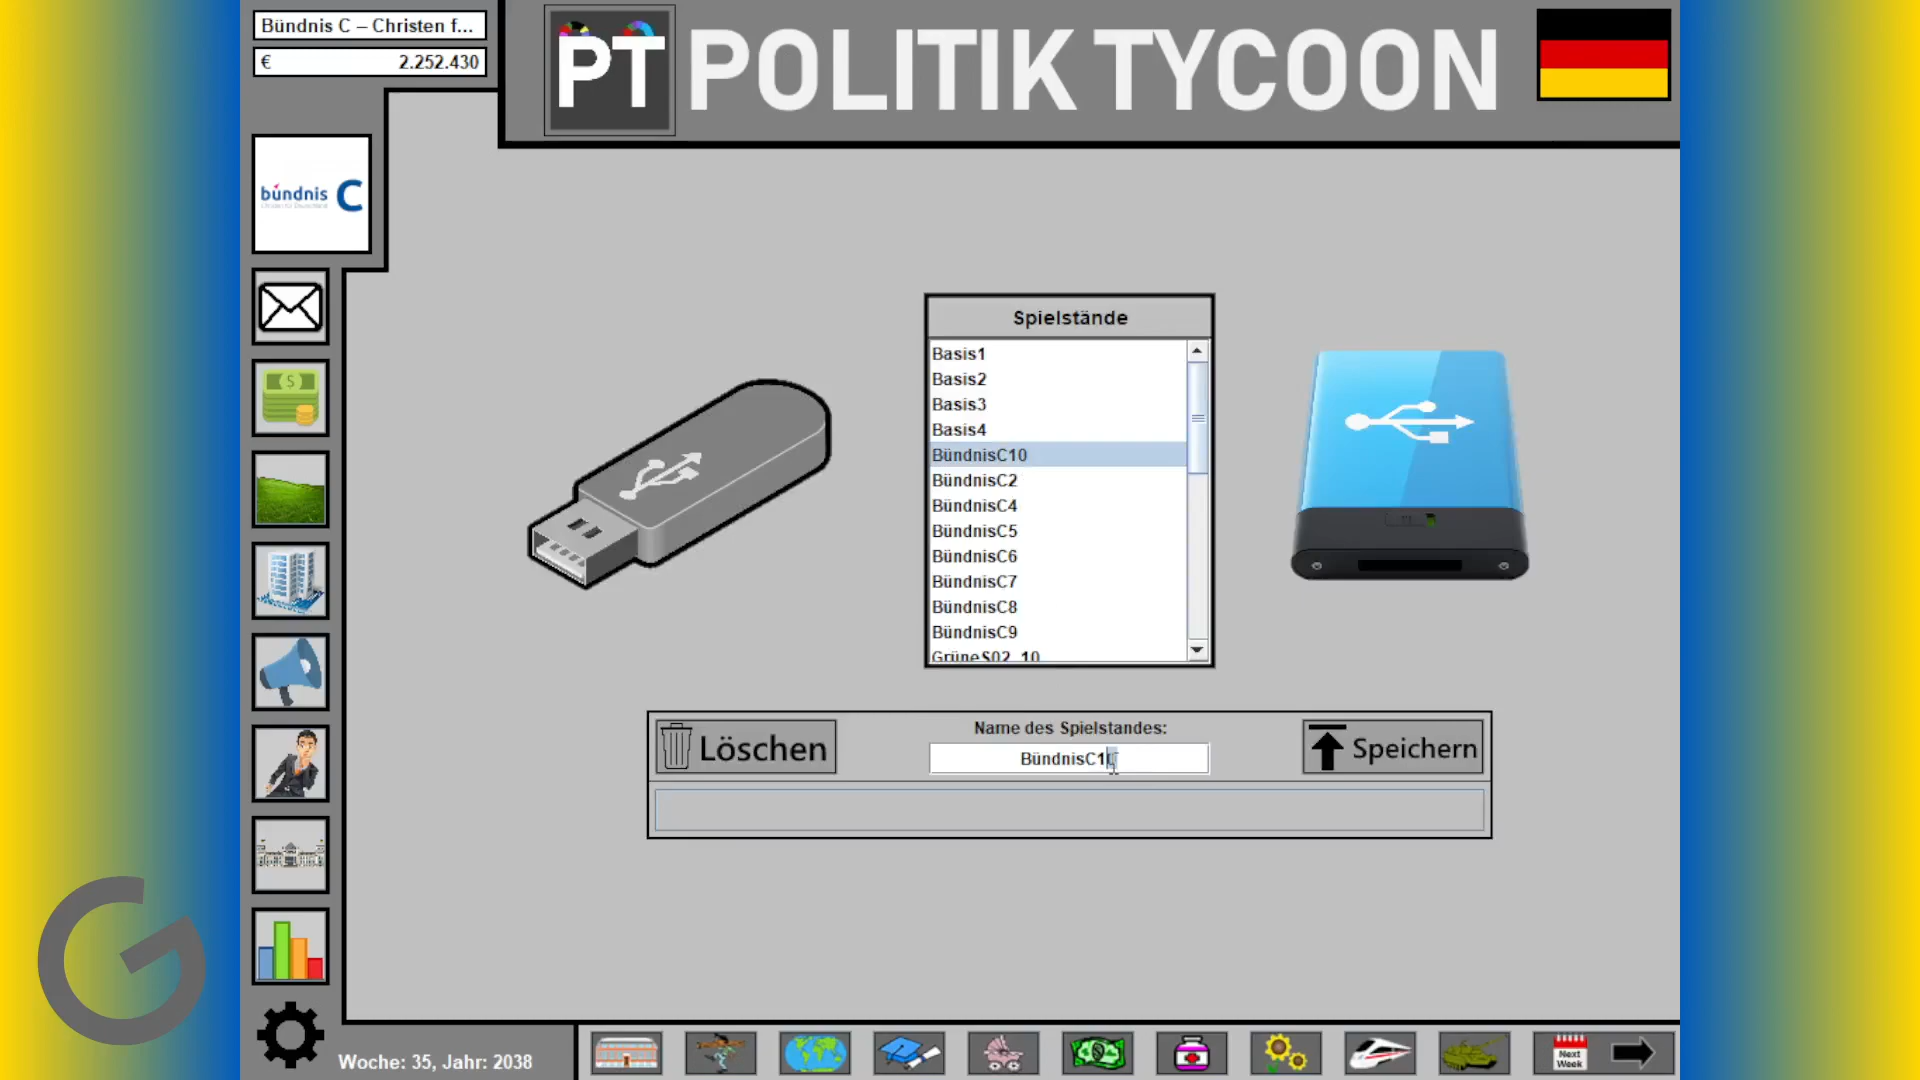 Bündnis C – Christen f...
€ 2.252.430
PT POLITIK TYCOON
bündnis C
Spielstände
Basis1
Basis2
Basis3
Basis4
BündnisC10
BündnisC2
BündnisC4
BündnisC5
BündnisC6
BündnisC7
BündnisC8
BündnisC9
GrüneS02_10
Löschen
Name des Spielstandes:
BündnisC10
Speichern
Woche: 35, Jahr: 2038
Next
Week